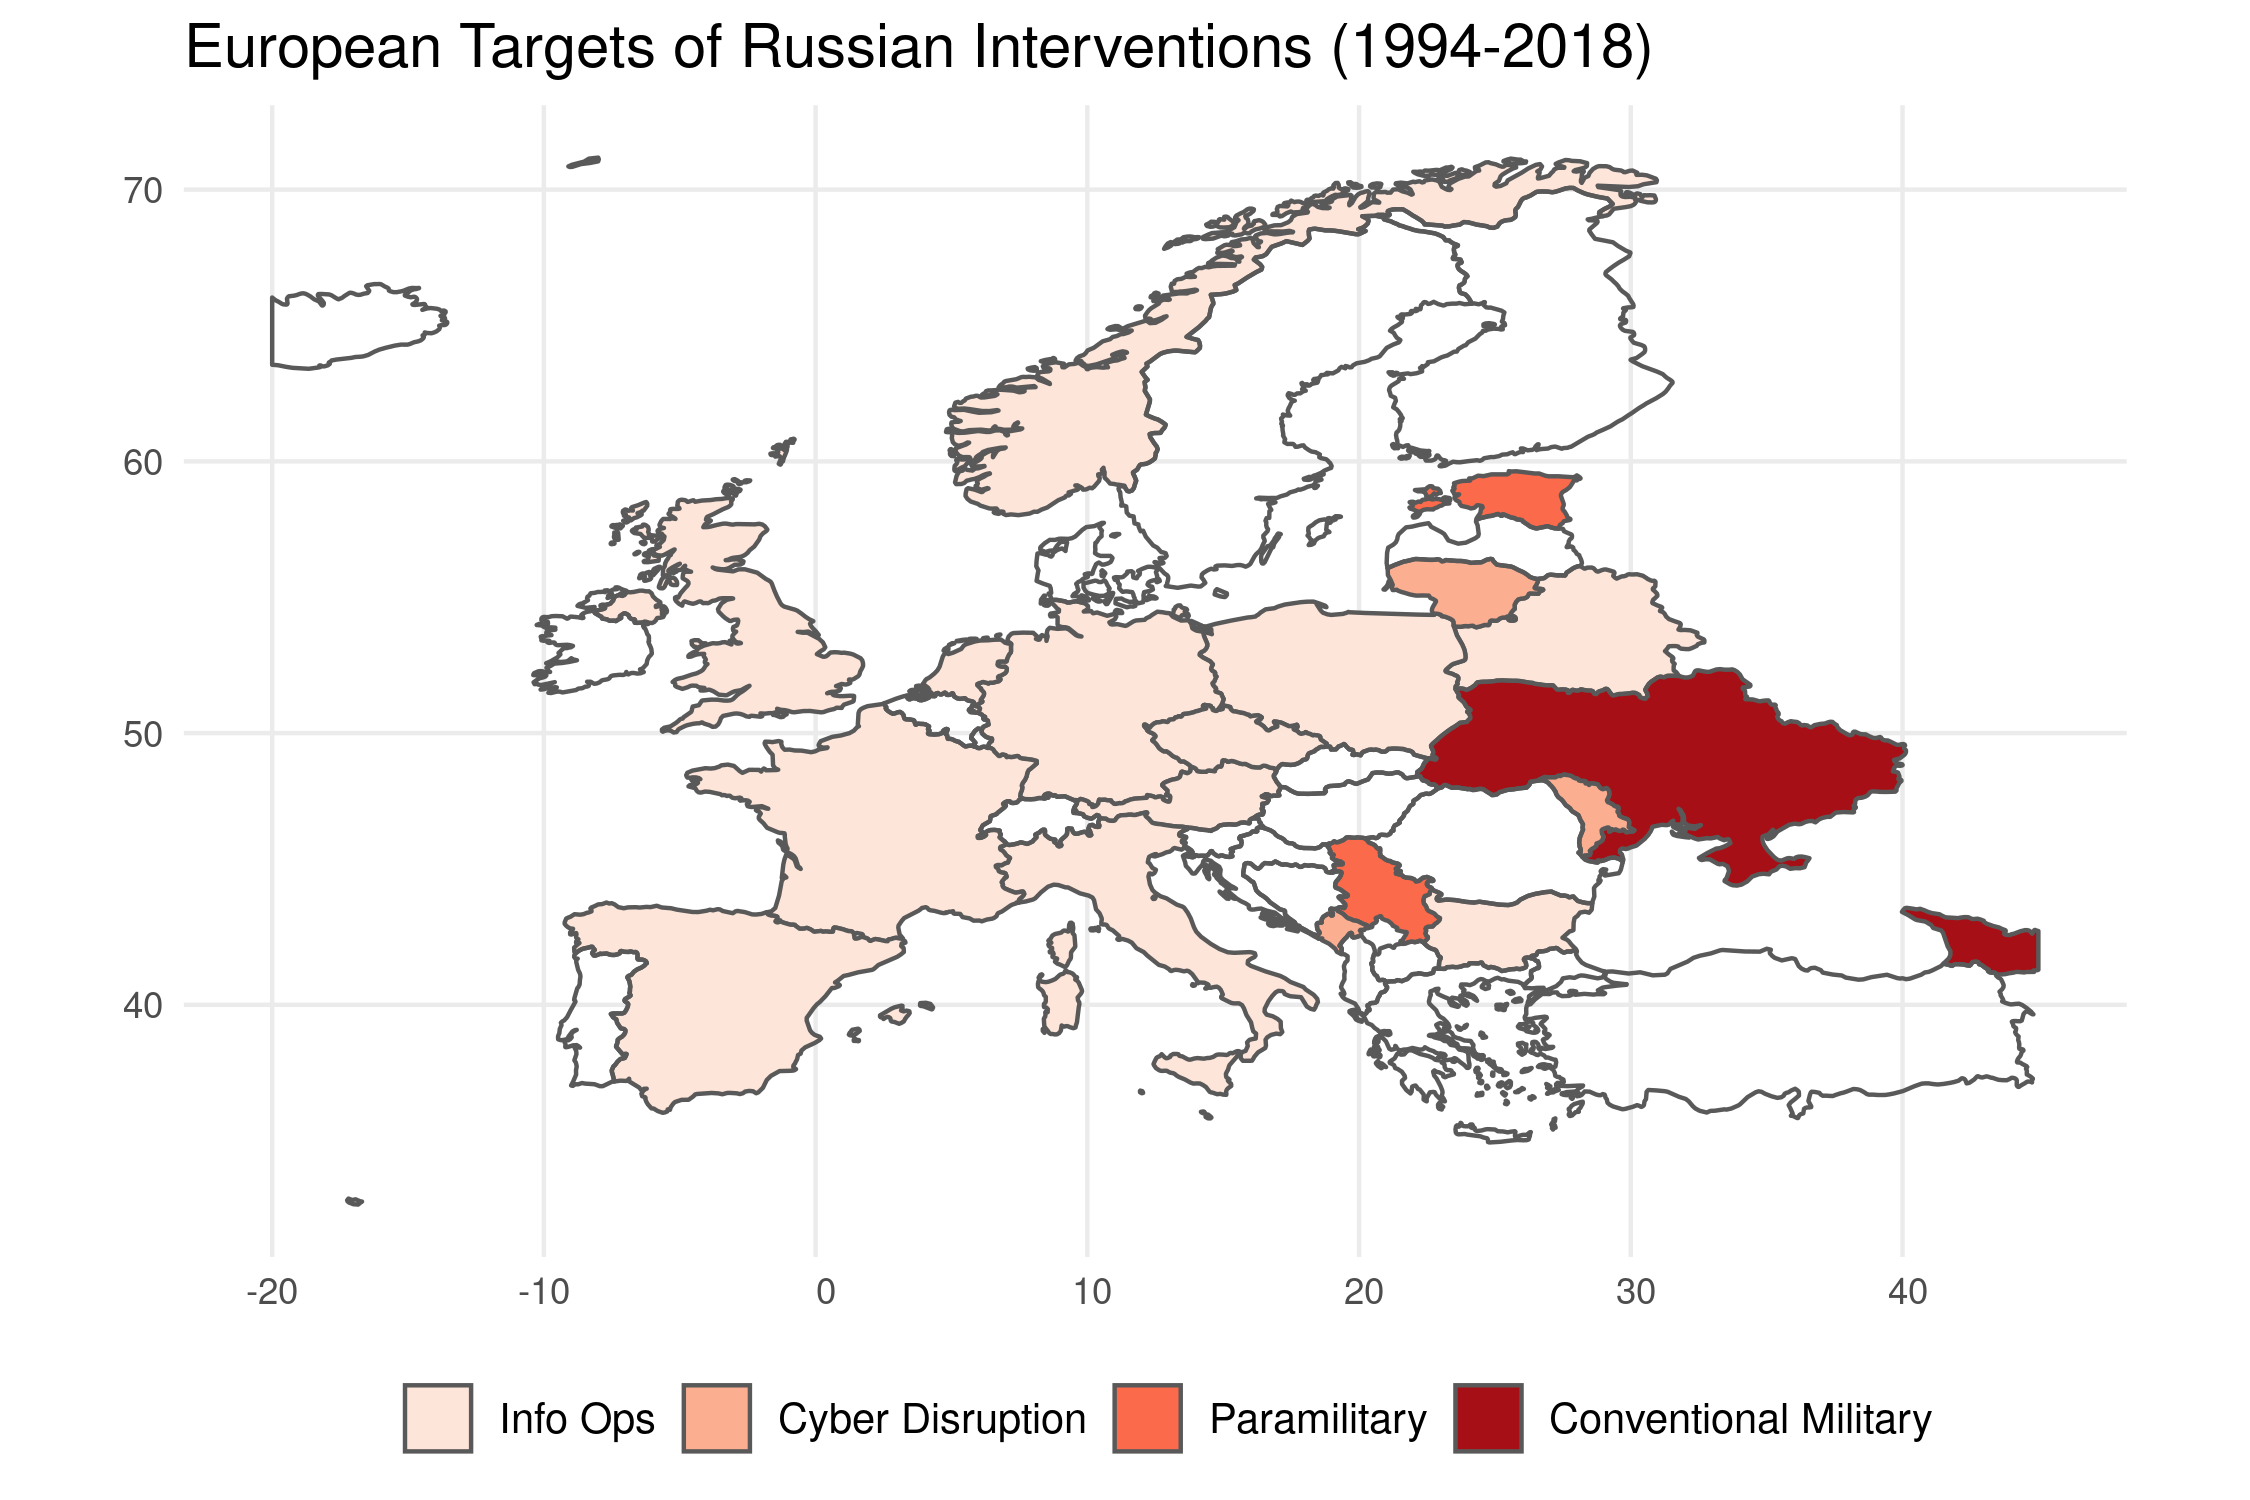 European Targets of Russian Interventions (1994-2018)
70
60
50
40
-20 -10 0 10 20 30 40
Info Ops Cyber Disruption Paramilitary Conventional Military